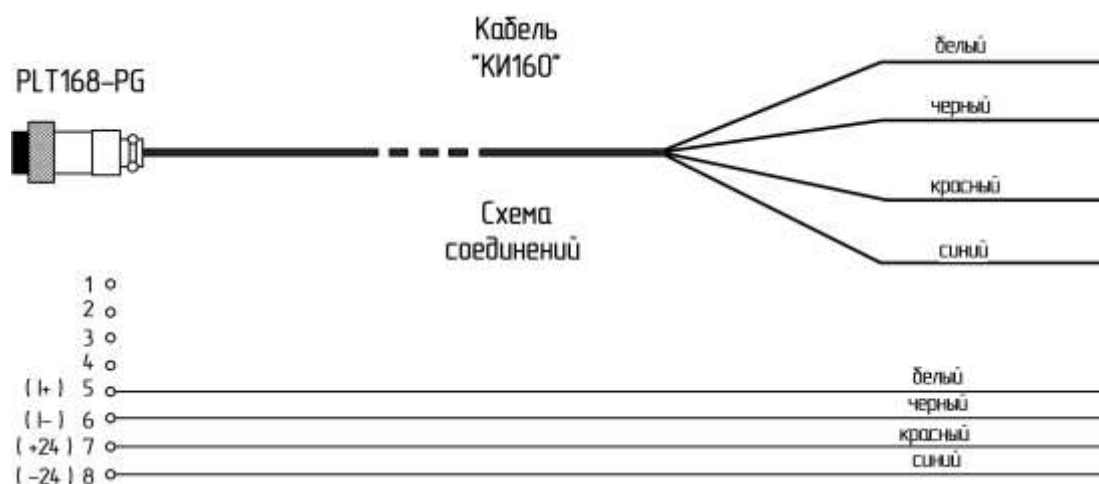 Кабель
"КИ160"
PLT168-PG
белый
черный
красный
синий
Схема
соединений
1
2
3
4
( I+ ) 5 белый
( I- ) 6 черный
( +24 ) 7 красный
( -24 ) 8 синий